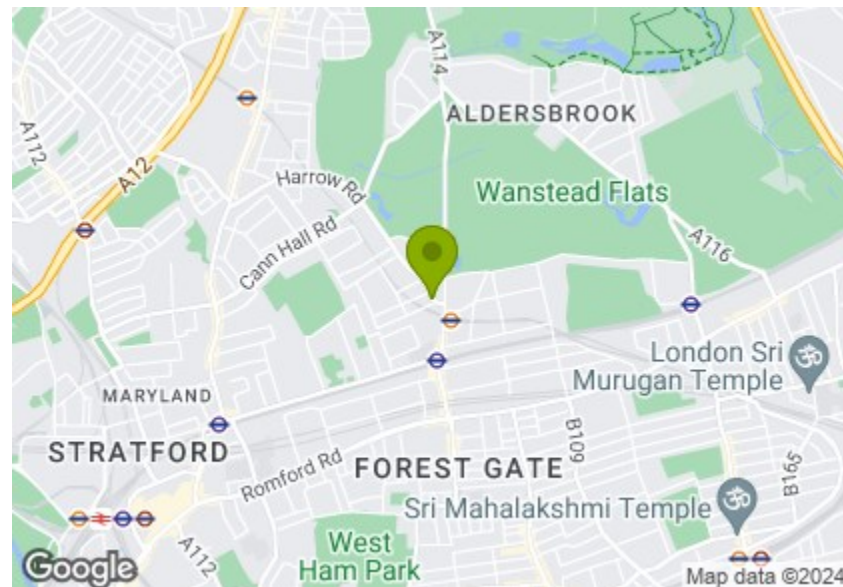 A114
ALDERSBROOK
A112
A12
Harrow Rd
Wanstead Flats
Cann Hall Rd
A116
London Sri
Murugan Temple
MARYLAND
STRATFORD
Romford Rd
FOREST GATE
B109
B165
Sri Mahalakshmi Temple
A112
West
Ham Park
Google
Map data ©2024